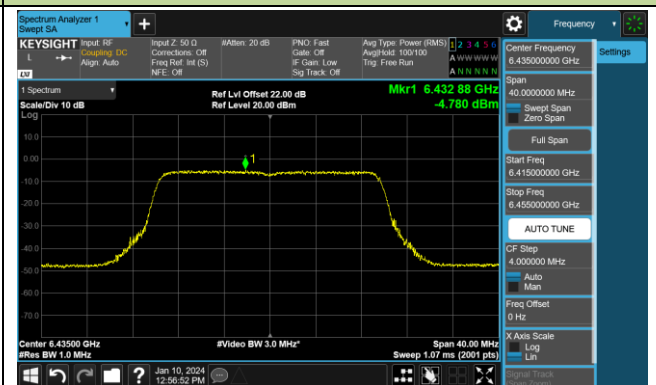 Spectrum Analyzer 1
Swept SA
+
Frequency
KEYSIGHT
L
LXI
Input: RF
Coupling: DC
Align: Auto
Input Z: 50 Ω
Corrections: Off
Freq Ref: Int (S)
NFE: Off
#Atten: 20 dB
PNO: Fast
Gate: Off
IF Gain: Low
Sig Track: Off
Avg Type: Power (RMS)
Avg|Hold: 100/100
Trig: Free Run
1 2 3 4 5 6
A W W W W W
A N N N N N
1 Spectrum
Scale/Div 10 dB
Log
Ref Lvl Offset 22.00 dB
Ref Level 20.00 dBm
Mkr1 6.432 88 GHz
-4.780 dBm
1
10.0
0.00
-10.0
-20.0
-30.0
-40.0
-50.0
-60.0
-70.0
Center 6.43500 GHz
#Res BW 1.0 MHz
#Video BW 3.0 MHz*
Span 40.00 MHz
Sweep 1.07 ms (2001 pts)
?
Jan 10, 2024
12:56:52 PM
Center Frequency
6.435000000 GHz
Settings
Span
40.0000000 MHz
Swept Span
Zero Span
Full Span
Start Freq
6.415000000 GHz
Stop Freq
6.455000000 GHz
AUTO TUNE
CF Step
4.000000 MHz
Auto
Man
Freq Offset
0 Hz
X Axis Scale
Log
Lin
Signal Track
(Span Zoom)